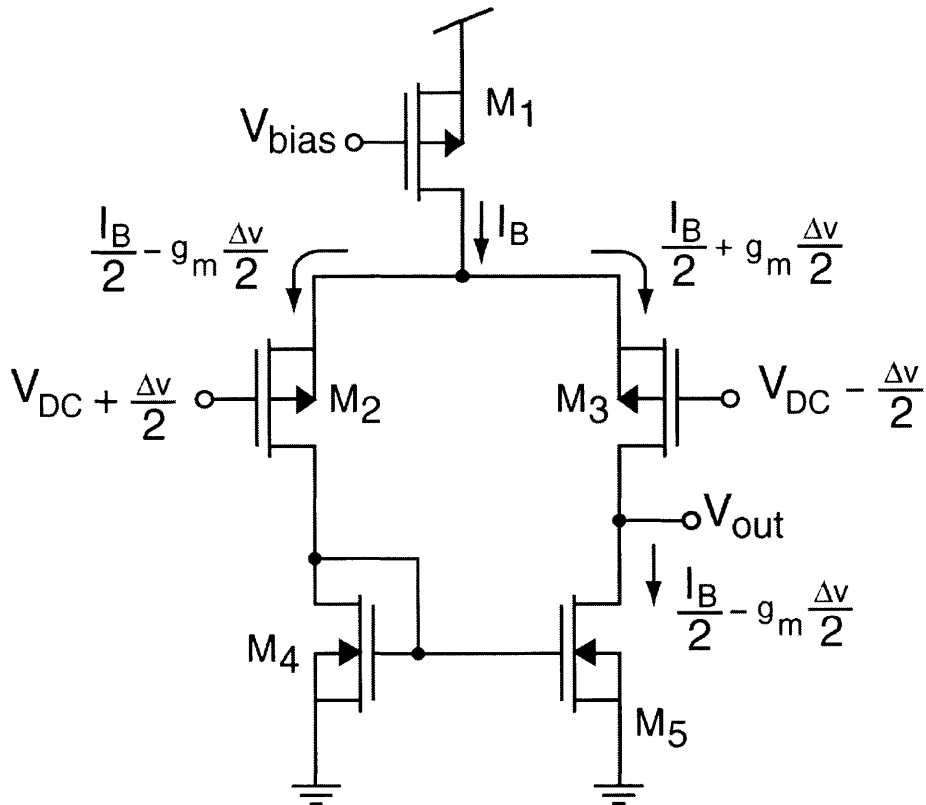 M1
Vbias
IB
IB/2 - gm Δv/2
IB/2 + gm Δv/2
VDC + Δv/2
M2
M3
VDC - Δv/2
Vout
IB/2 - gm Δv/2
M4
M5